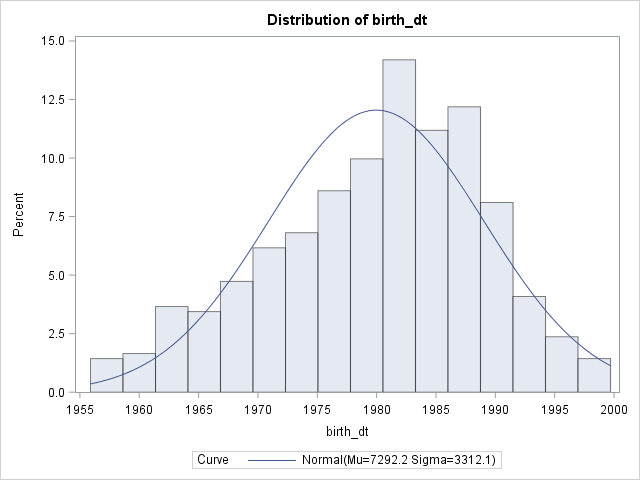 Distribution of birth_dt
15.0
12.5
10.0
7.5
5.0
2.5
0.0
Percent
1955 1960 1965 1970 1975 1980 1985 1990 1995 2000
birth_dt
Curve Normal(Mu=7292.2 Sigma=3312.1)